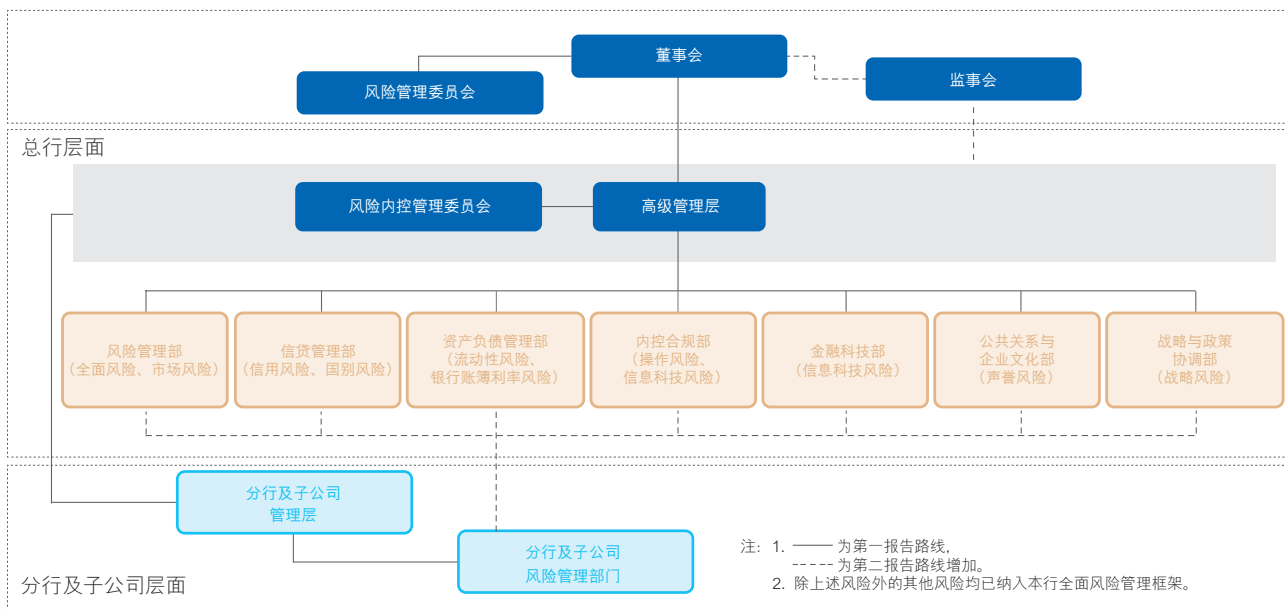 董事会
风险管理委员会
监事会
总行层面
风险内控管理委员会
高级管理层
风险管理部
(全面风险、市场风险)
信贷管理部
(信用风险、国别风险)
资产负债管理部
(流动性风险、
银行账簿利率风险)
内控合规部
(操作风险、
信息科技风险)
金融科技部
(信息科技风险)
公共关系与
企业文化部
(声誉风险)
战略与政策
协调部
(战略风险)
分行及子公司
管理层
分行及子公司
风险管理部门
分行及子公司层面
注: 1. 为第一报告路线,
为第二报告路线增加。
2. 除上述风险外的其他风险均已纳入本行全面风险管理框架。